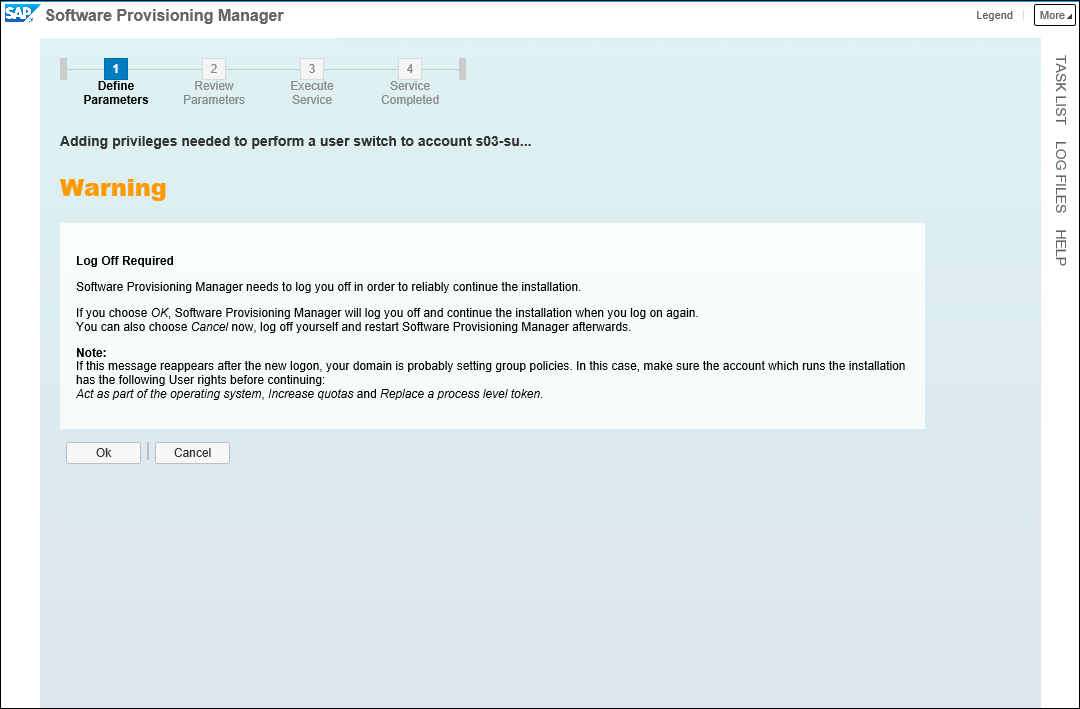 SAP Software Provisioning Manager
Legend
More
1 2 3 4
Define Parameters
Review Parameters
Execute Service
Service Completed
Adding privileges needed to perform a user switch to account s03-su...
Warning
Log Off Required
Software Provisioning Manager needs to log you off in order to reliably continue the installation.
If you choose OK, Software Provisioning Manager will log you off and continue the installation when you log on again.
You can also choose Cancel now, log off yourself and restart Software Provisioning Manager afterwards.
Note:
If this message reappears after the new logon, your domain is probably setting group policies. In this case, make sure the account which runs the installation
has the following User rights before continuing:
Act as part of the operating system, Increase quotas and Replace a process level token.
Ok
Cancel
TASK LIST
LOG FILES
HELP